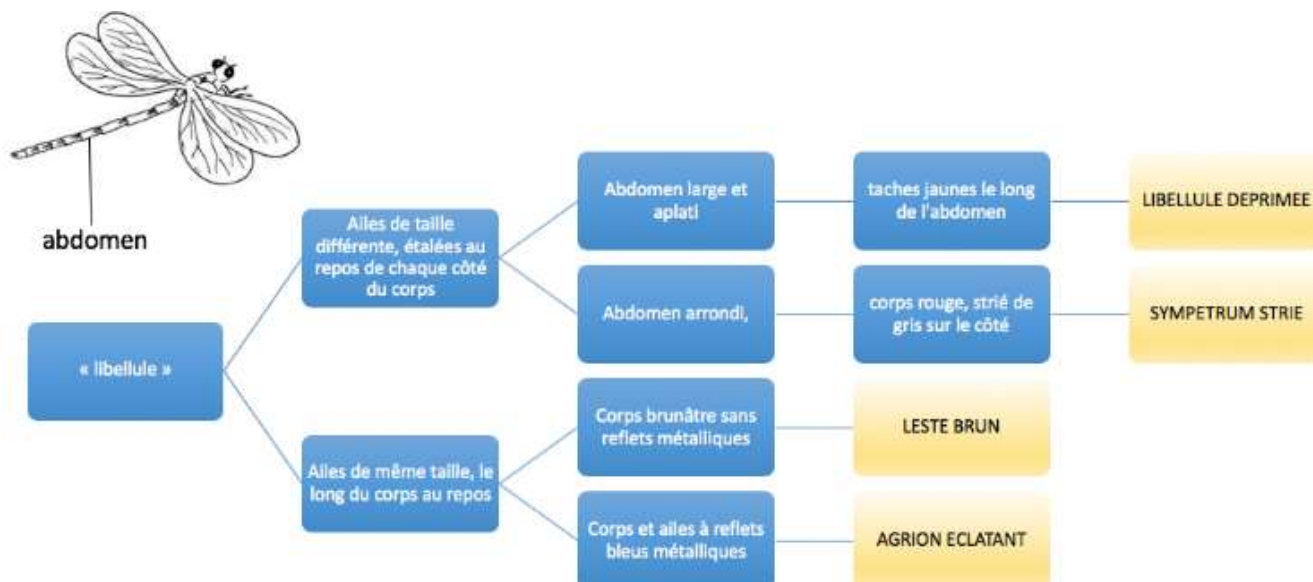 abdomen
« libellule »
Ailes de taille
différente, étalées au
repos de chaque côté
du corps
Abdomen large et
aplati
taches jaunes le long
de l'abdomen
LIBELLULE DEPRIMEE
Abdomen arrondi,
corps rouge, strié de
gris sur le côté
SYMPETRUM STRIE
Ailes de même taille, le
long du corps au repos
Corps brunâtre sans
reflets métalliques
LESTE BRUN
Corps et ailes à reflets
bleus métalliques
AGRION ECLATANT